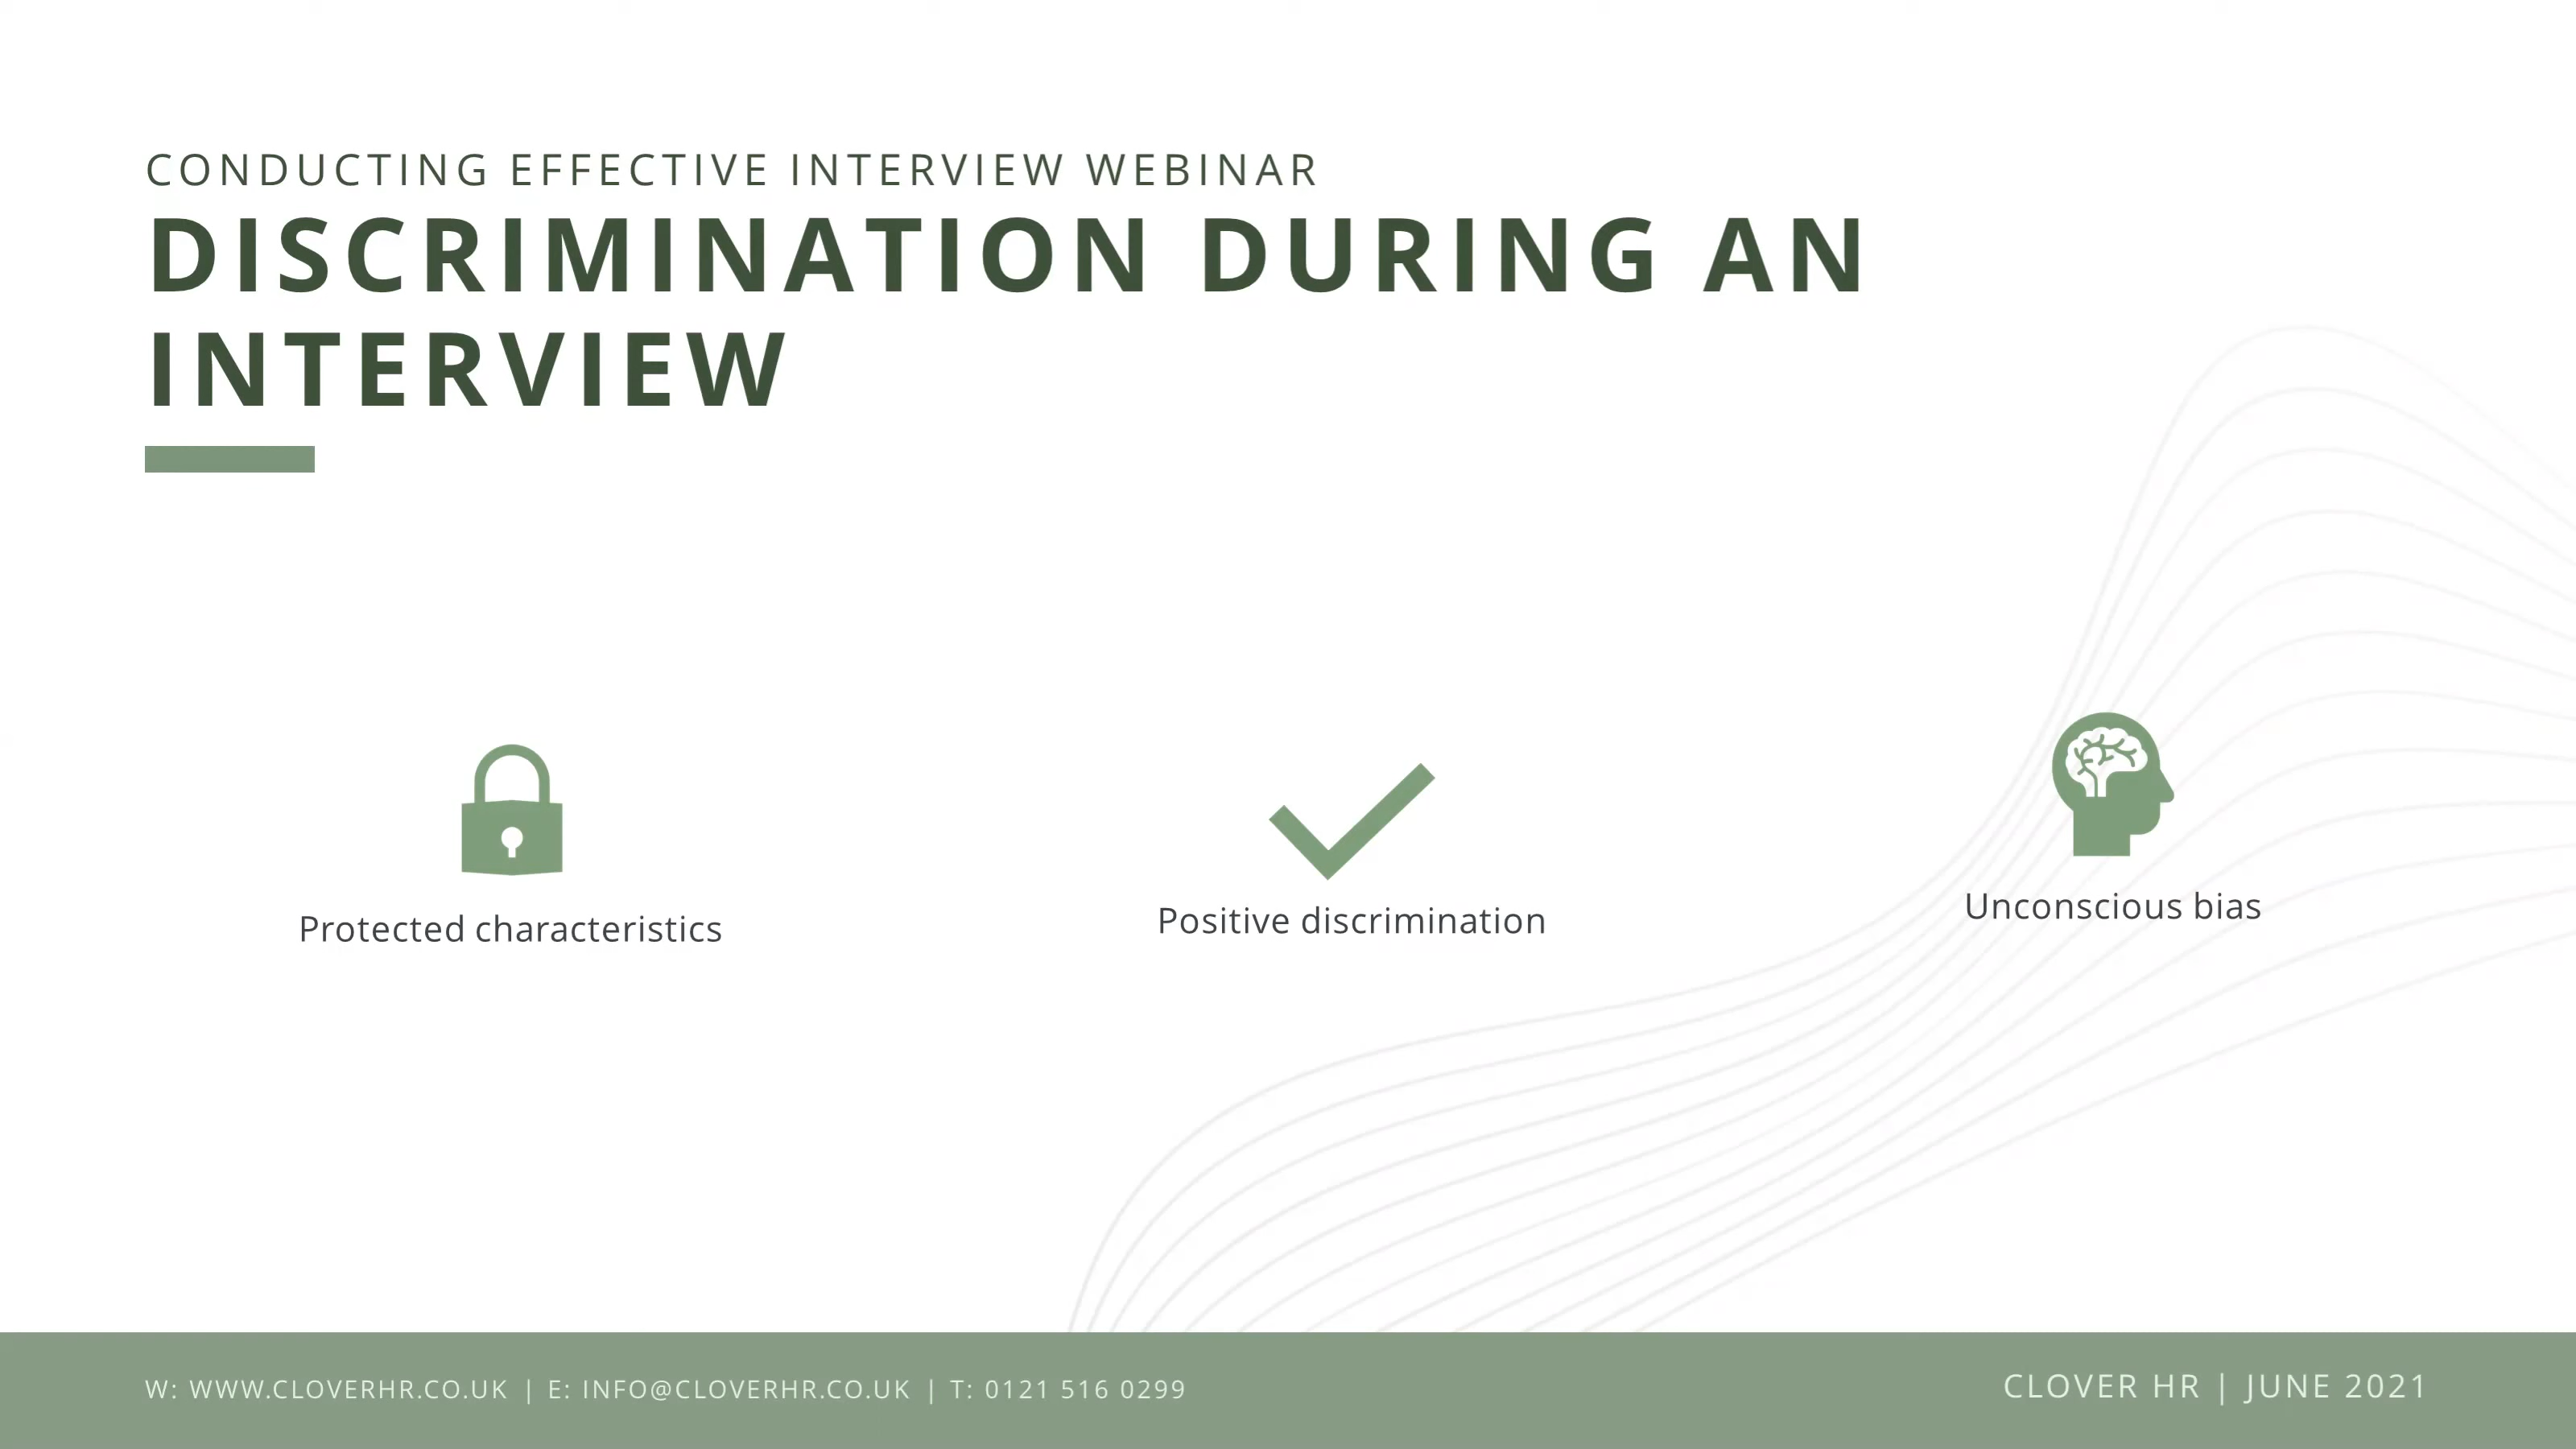 CONDUCTING EFFECTIVE INTERVIEW WEBINAR
DISCRIMINATION DURING AN
INTERVIEW
Protected characteristics
Positive discrimination
Unconscious bias
W: WWW.CLOVERHR.CO.UK | E: INFO@CLOVERHR.CO.UK | T: 0121 516 0299
CLOVER HR | JUNE 2021